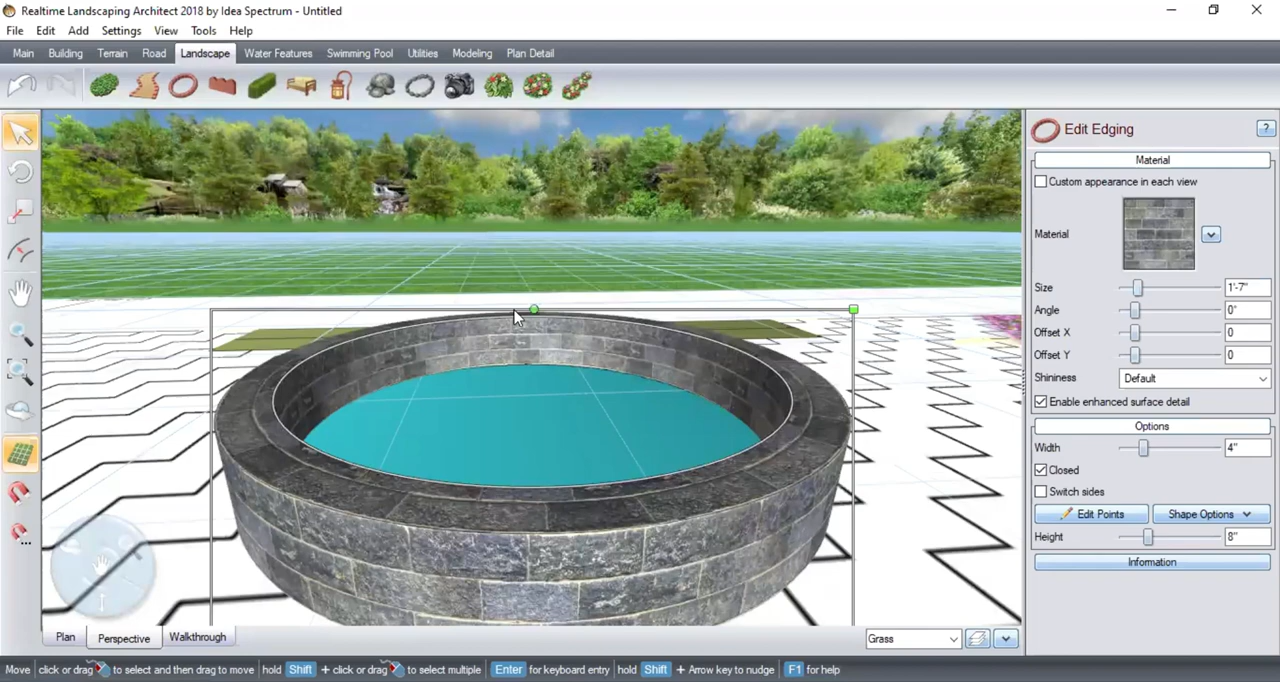 Realtime Landscaping Architect 2018 by Idea Spectrum - Untitled
File Edit Add Settings View Tools Help
Main Building Terrain Road Landscape Water Features Swimming Pool Utilities Modeling Plan Detail
Edit Edging ?
Material
Custom appearance in each view
Material
Size 1'-7"
Angle 0°
Offset X 0
Offset Y 0
Shininess Default
Enable enhanced surface detail
Options
Width 4"
Closed
Switch sides
Edit Points Shape Options
Height 8"
Information
Plan Perspective Walkthrough Grass
Move click or drag to select and then drag to move hold Shift + click or drag to select multiple Enter for keyboard entry hold Shift + Arrow key to nudge F1 for help